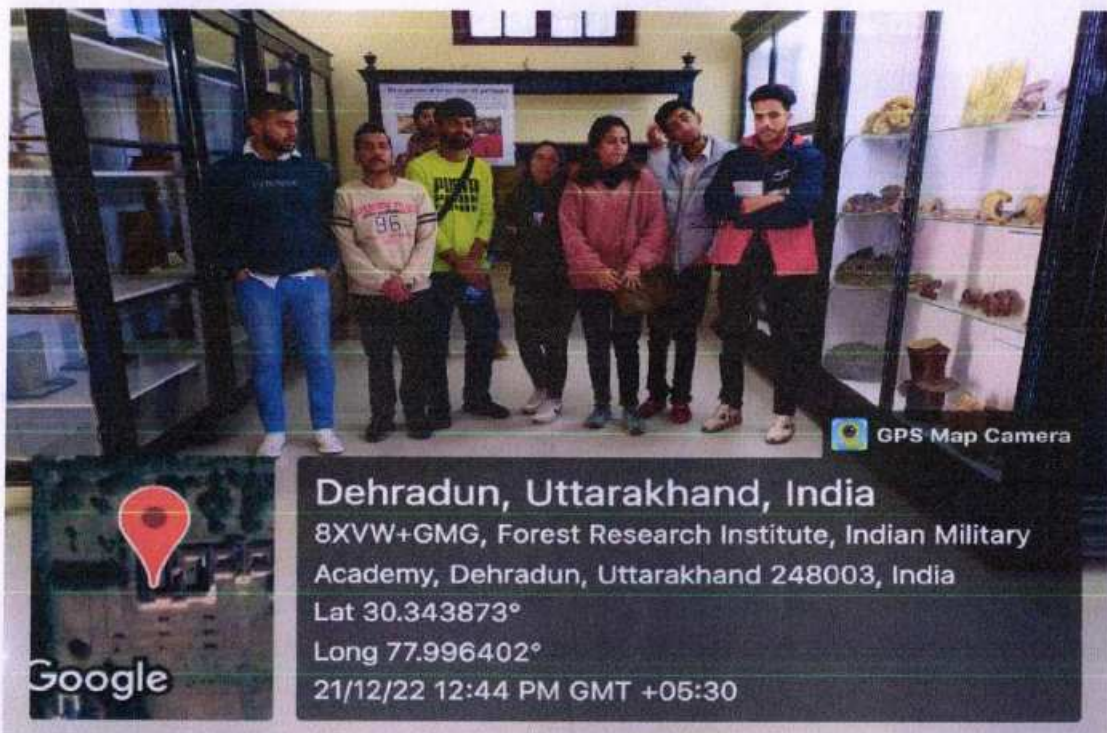 96
GPS Map Camera
Dehradun, Uttarakhand, India
8XVW+GMG, Forest Research Institute, Indian Military
Academy, Dehradun, Uttarakhand 248003, India
Lat 30.343873°
Long 77.996402°
21/12/22 12:44 PM GMT +05:30
Google